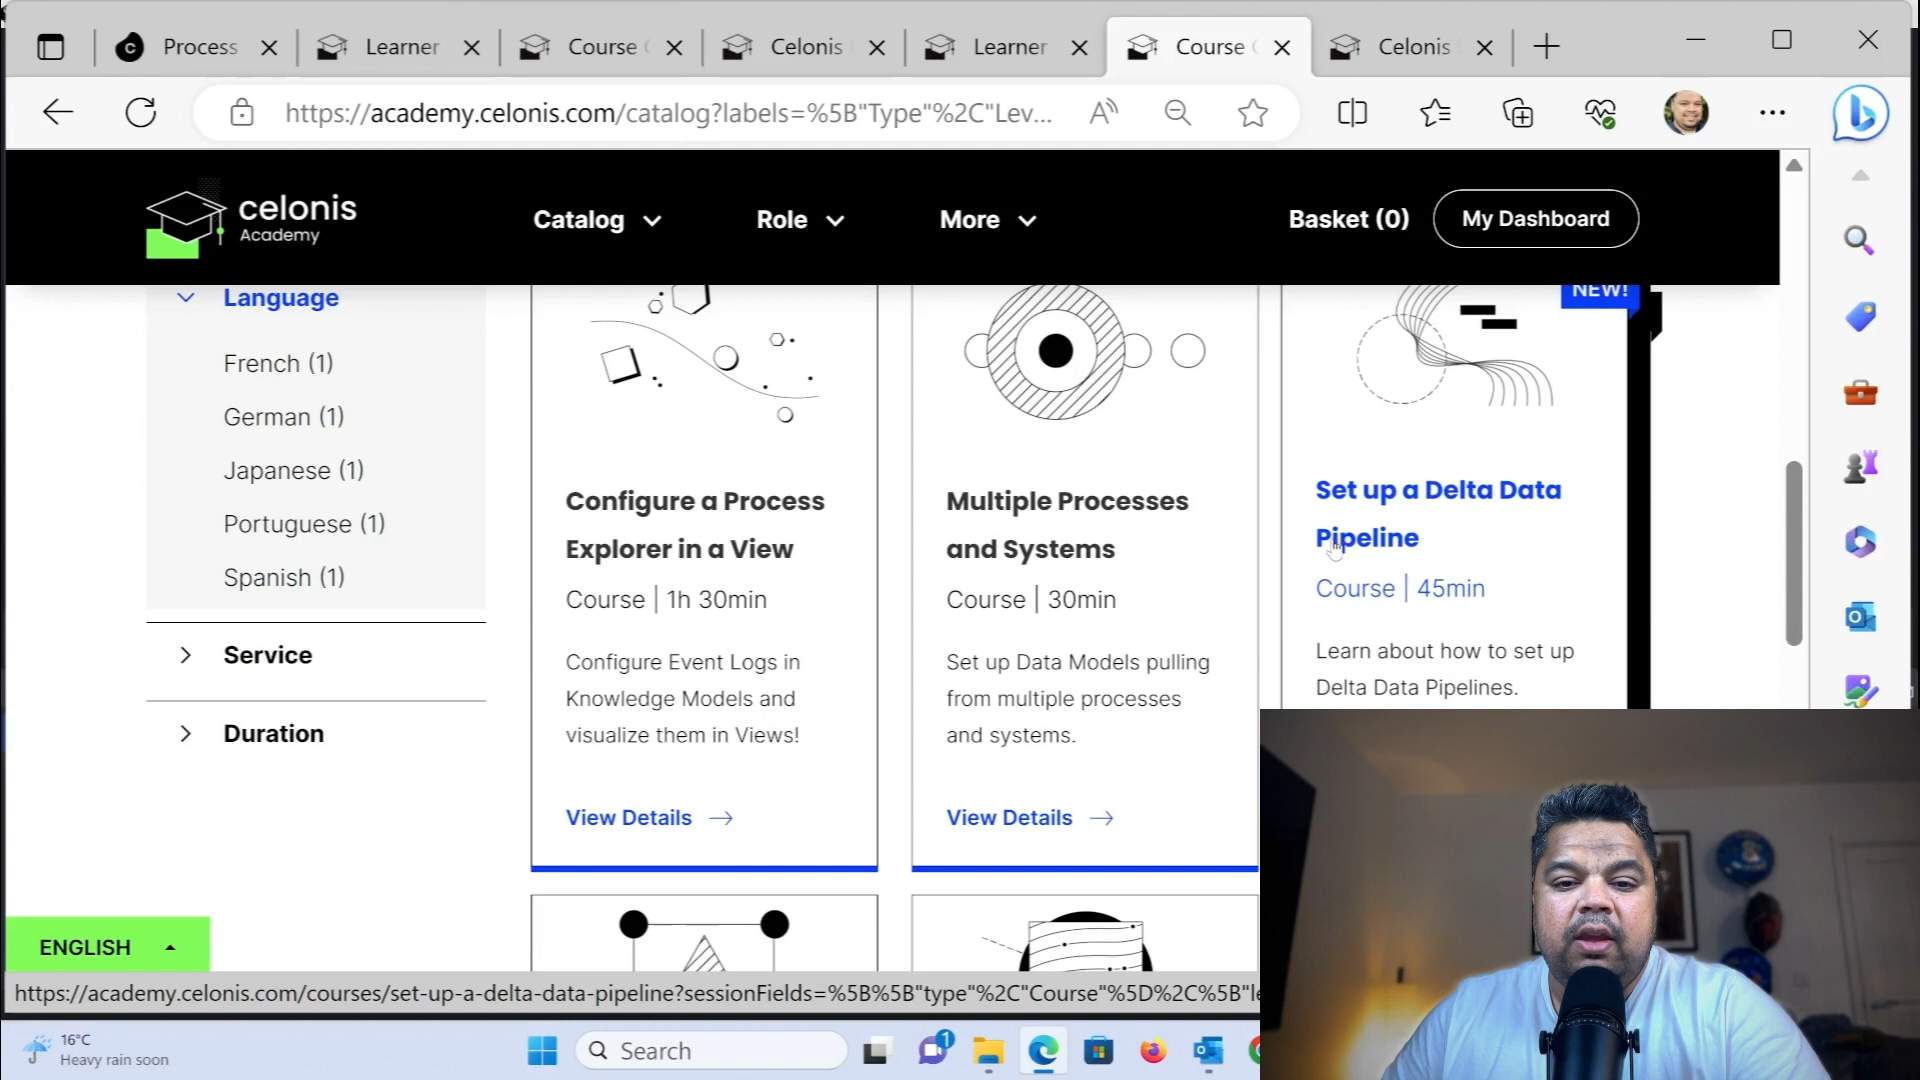 Process
Learner
Course
Celonis
Learner
Course
Celonis
https://academy.celonis.com/catalog?labels=%5B"Type"%2C"Lev...
celonis
Academy
Catalog
Role
More
Basket (0)
My Dashboard
Language
French (1)
German (1)
Japanese (1)
Portuguese (1)
Spanish (1)
Service
Duration
Configure a Process
Explorer in a View
Course | 1h 30min
Configure Event Logs in
Knowledge Models and
visualize them in Views!
View Details
Multiple Processes
and Systems
Course | 30min
Set up Data Models pulling
from multiple processes
and systems.
View Details
NEW!
Set up a Delta Data
Pipeline
Course | 45min
Learn about how to set up
Delta Data Pipelines.
ENGLISH
https://academy.celonis.com/courses/set-up-a-delta-data-pipeline?sessionFields=%5B%5B"type"%2C"Course"%5D%2C%5B"le
16°C
Heavy rain soon
Search
1